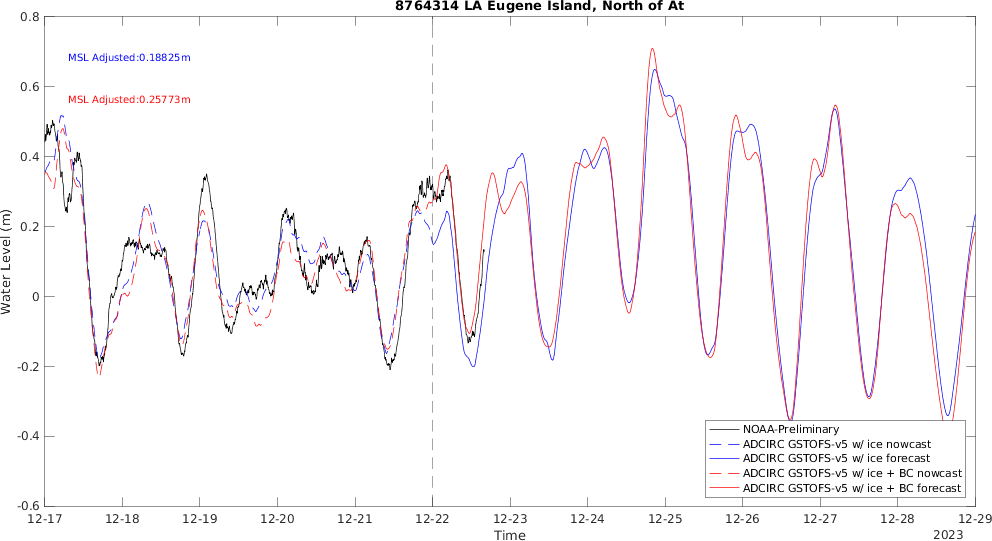 8764314 LA Eugene Island, North of At
MSL Adjusted:0.18825m
MSL Adjusted:0.25773m
Water Level (m)
0.8
0.6
0.4
0.2
0
-0.2
-0.4
-0.6
NOAA-Preliminary
ADCIRC GSTOFS-v5 w/ ice nowcast
ADCIRC GSTOFS-v5 w/ ice forecast
ADCIRC GSTOFS-v5 w/ ice + BC nowcast
ADCIRC GSTOFS-v5 w/ ice + BC forecast
12-17 12-18 12-19 12-20 12-21 12-22 12-23 12-24 12-25 12-26 12-27 12-28 12-29
Time
2023